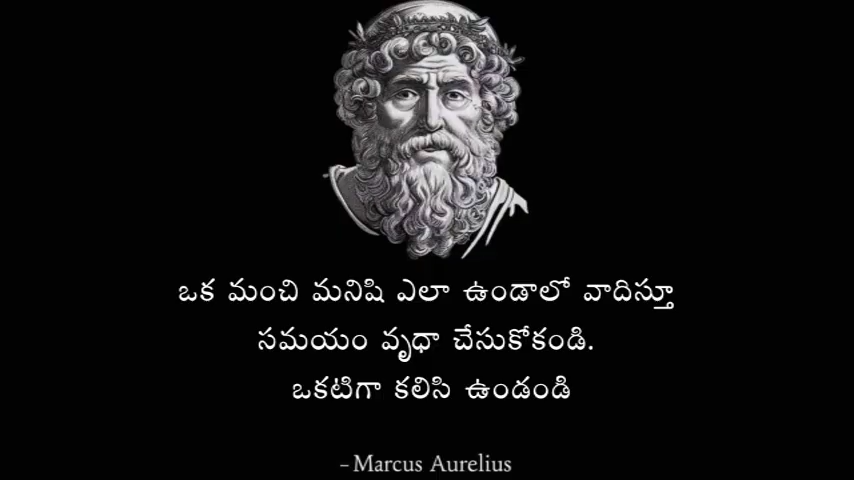 ఒక మంచి మనిషి ఎలా ఉండాలో వాదిస్తూ
సమయం వృధా చేసుకోకండి.
ఒకటిగా కలిసి ఉండండి
–Marcus Aurelius